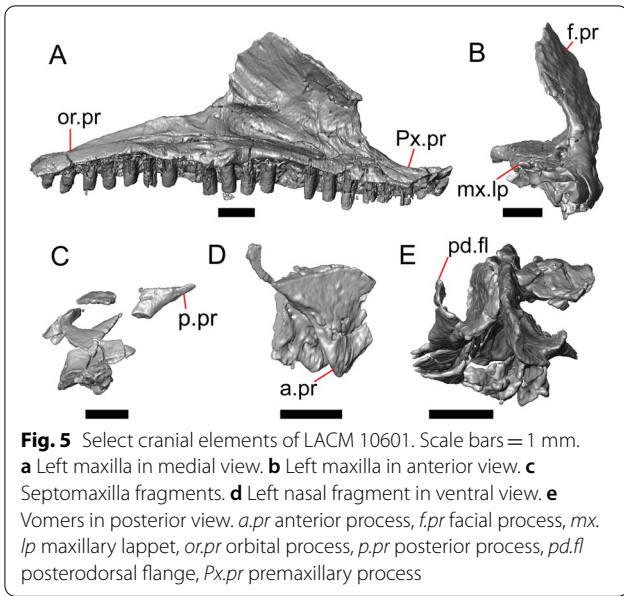 A
B
f.pr
or.pr
Px.pr
mx.lp
C
D
E
pd.fl
p.pr
a.pr
Fig. 5 Select cranial elements of LACM 10601. Scale bars = 1 mm.
a Left maxilla in medial view. b Left maxilla in anterior view. c
Septomaxilla fragments. d Left nasal fragment in ventral view. e
Vomers in posterior view. a.pr anterior process, f.pr facial process, mx.
lp maxillary lappet, or.pr orbital process, p.pr posterior process, pd.fl
posterodorsal flange, Px.pr premaxillary process